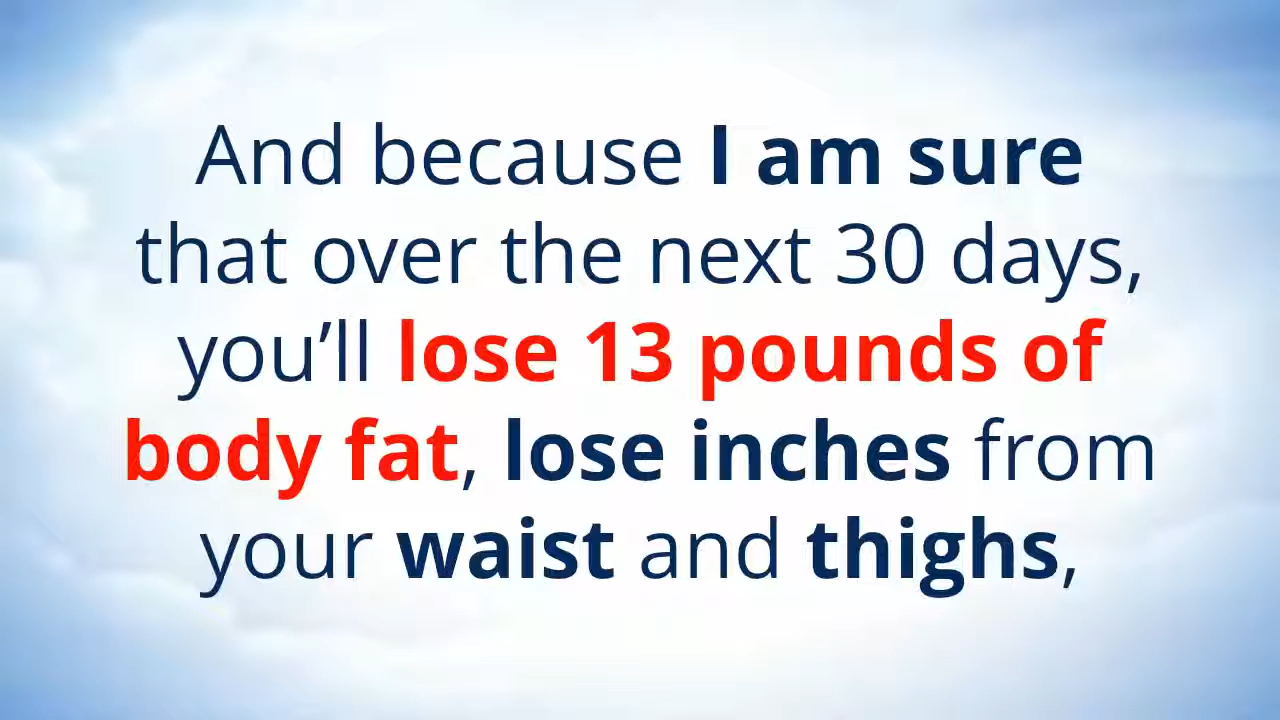 And because I am sure
that over the next 30 days,
you’ll lose 13 pounds of
body fat, lose inches from
your waist and thighs,